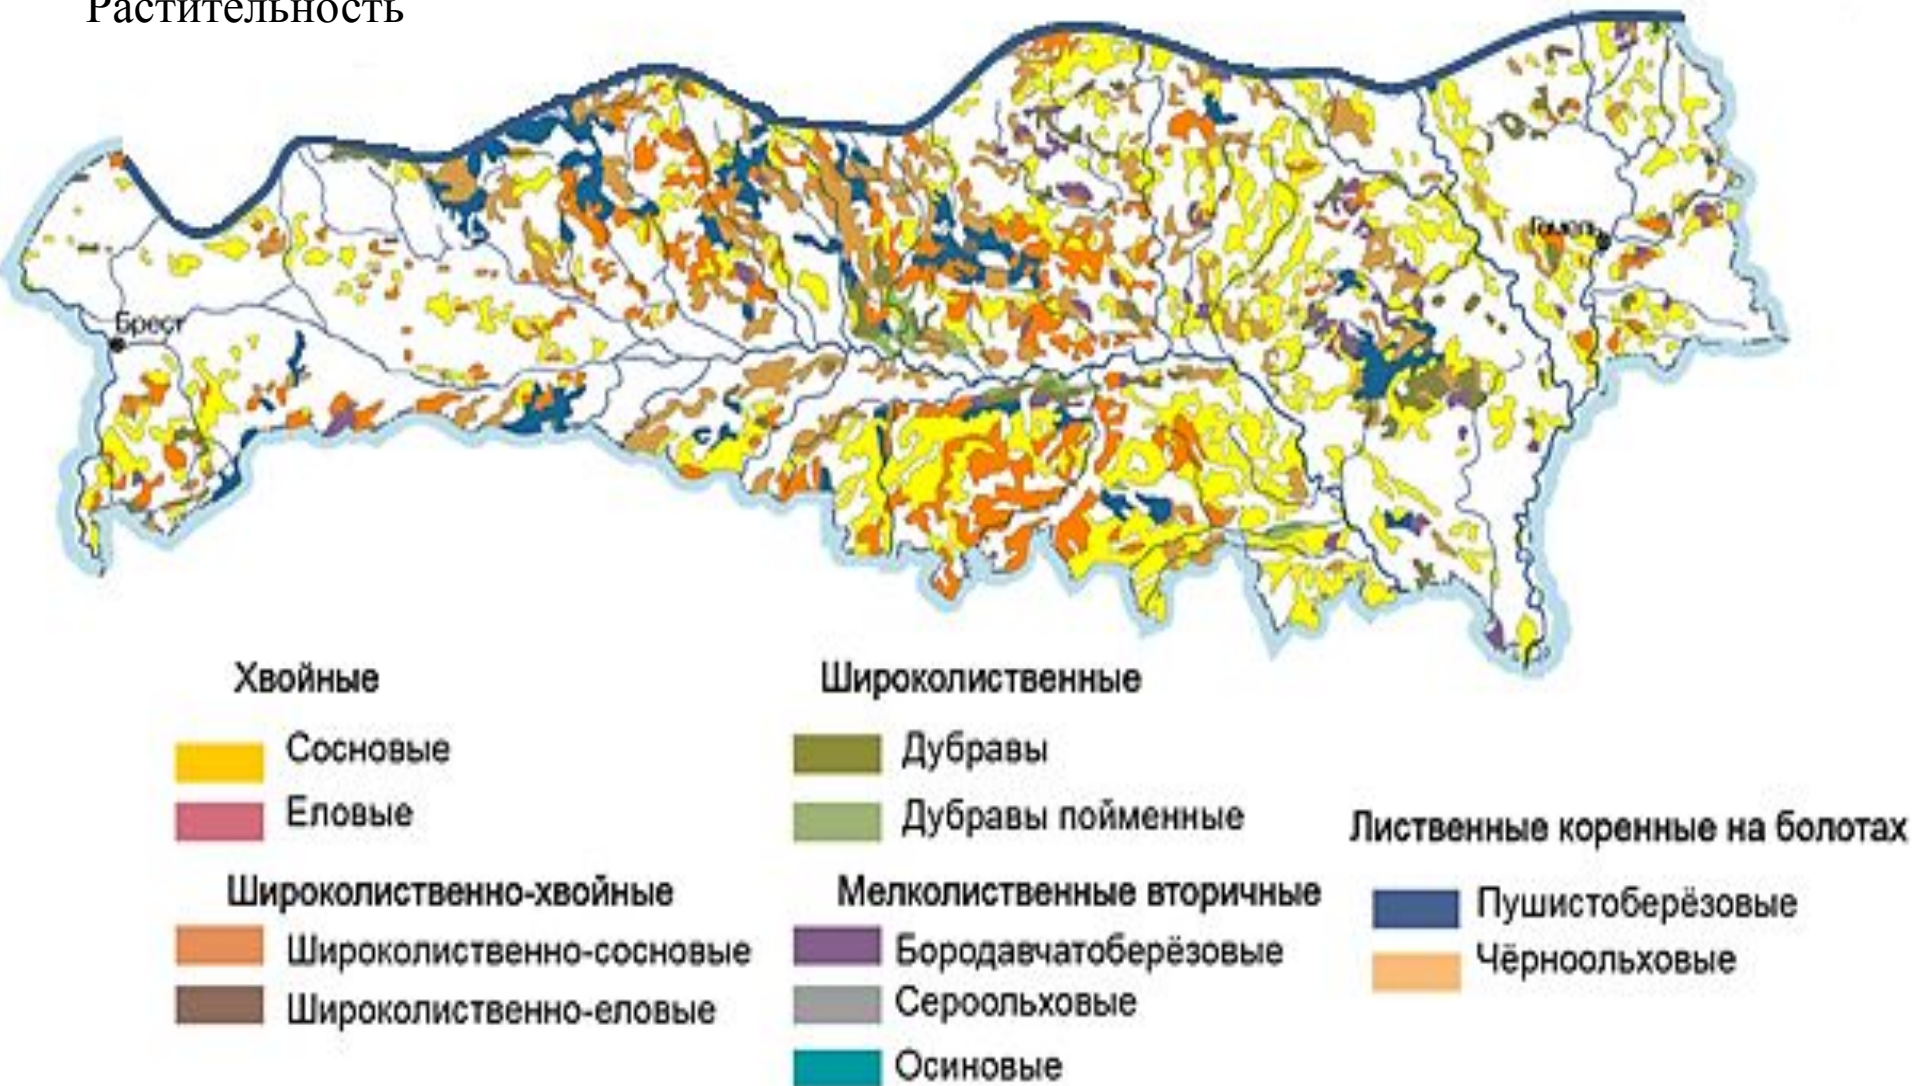 Растительность
Гомель
Брест
Хвойные
Сосновые
Еловые
Широколиственно-хвойные
Широколиственно-сосновые
Широколиственно-еловые
Широколиственные
Дубравы
Дубравы пойменные
Мелколиственные вторичные
Бородавчатоберёзовые
Сероольховые
Осиновые
Лиственные коренные на болотах
Пушистоберёзовые
Чёрноольховые